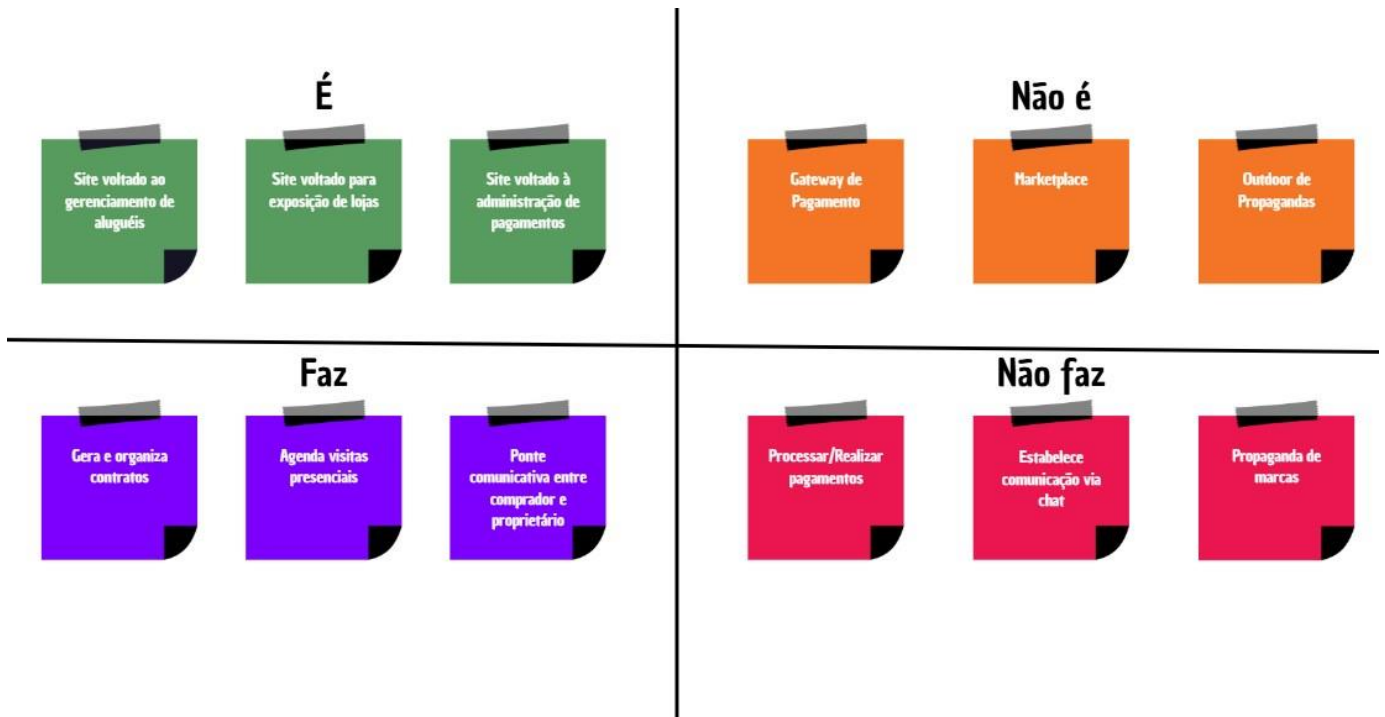 É
Site voltado ao
gerenciamento de
aluguéis
Site voltado para
exposição de lojas
Site voltado à
administração de
pagamentos
Não é
Gateway de
Pagamento
Marketplace
Outdoor de
Propagandas
Faz
Gera e organiza
contratos
Agenda visitas
presenciais
Ponte
comunicativa entre
comprador e
proprietário
Não faz
Processar/Realizar
pagamentos
Estabelece
comunicação via
chat
Propaganda de
marcas